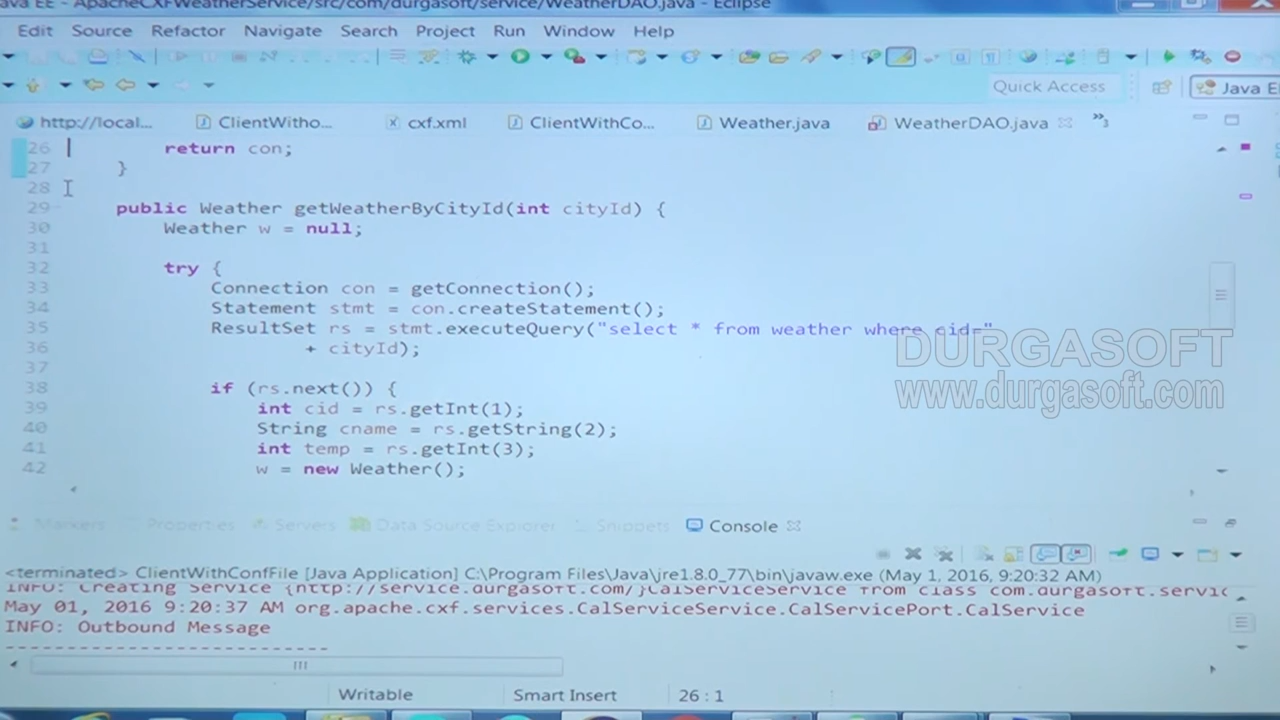 ava EE - ApacheCXFWeatherService/src/com/durgasoft/service/WeatherDAO.java - Eclipse
Edit Source Refactor Navigate Search Project Run Window Help
Quick Access Java E
http://local... ClientWitho... cxf.xml ClientWithCo... Weather.java WeatherDAO.java »3
26 return con;
27 }
28
29 public Weather getWeatherByCityId(int cityId) {
30 Weather w = null;
31
32 try {
33 Connection con = getConnection();
34 Statement stmt = con.createStatement();
35 ResultSet rs = stmt.executeQuery("select * from weather where cid="
36 + cityId);
37
38 if (rs.next()) {
39 int cid = rs.getInt(1);
40 String cname = rs.getString(2);
41 int temp = rs.getInt(3);
42 w = new Weather();
DURGASOFT
www.durgasoft.com
Markers Properties Servers Data Source Explorer Snippets Console
<terminated> ClientWithConfFile [Java Application] C:\Program Files\Java\jre1.8.0_77\bin\javaw.exe (May 1, 2016, 9:20:32 AM)
INFO: Creating Service {http://service.durgasoft.com/}CalServiceService from class com.durgasoft.servic
May 01, 2016 9:20:37 AM org.apache.cxf.services.CalServiceService.CalServicePort.CalService
INFO: Outbound Message
---------------------------
Writable Smart Insert 26 : 1